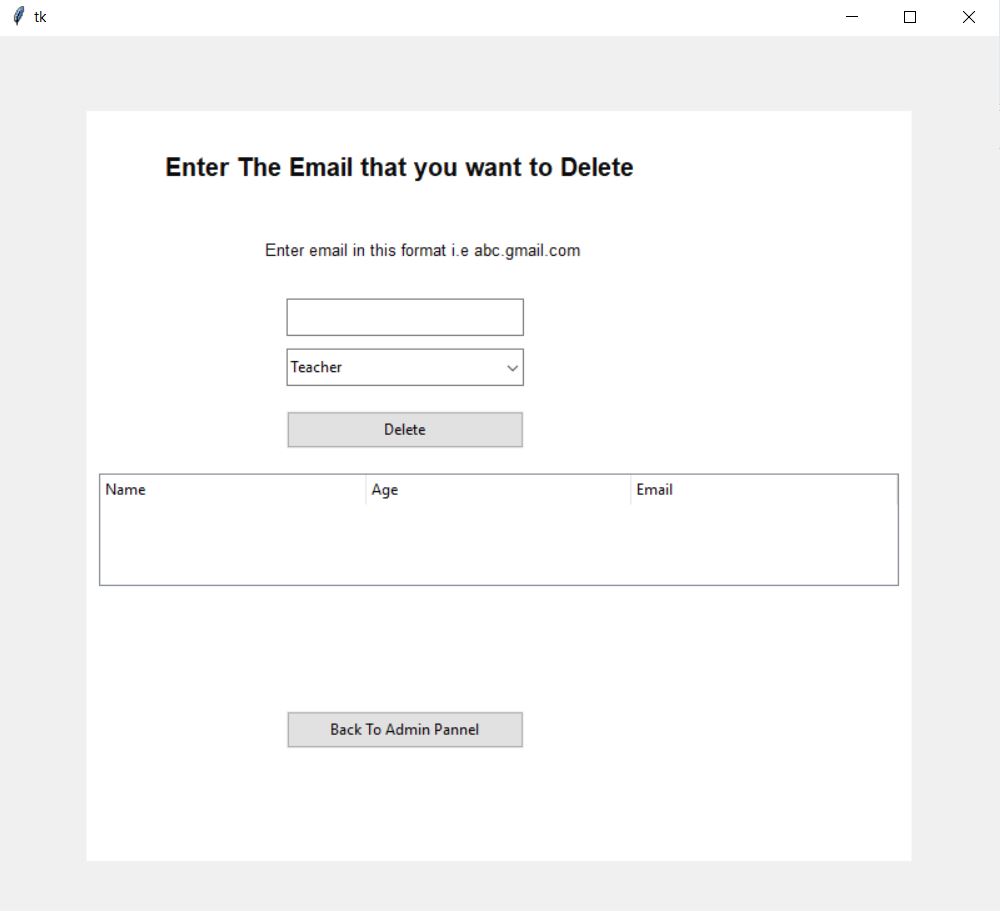 tk
Enter The Email that you want to Delete
Enter email in this format i.e abc.gmail.com
Teacher
Delete
Name Age Email
Back To Admin Pannel